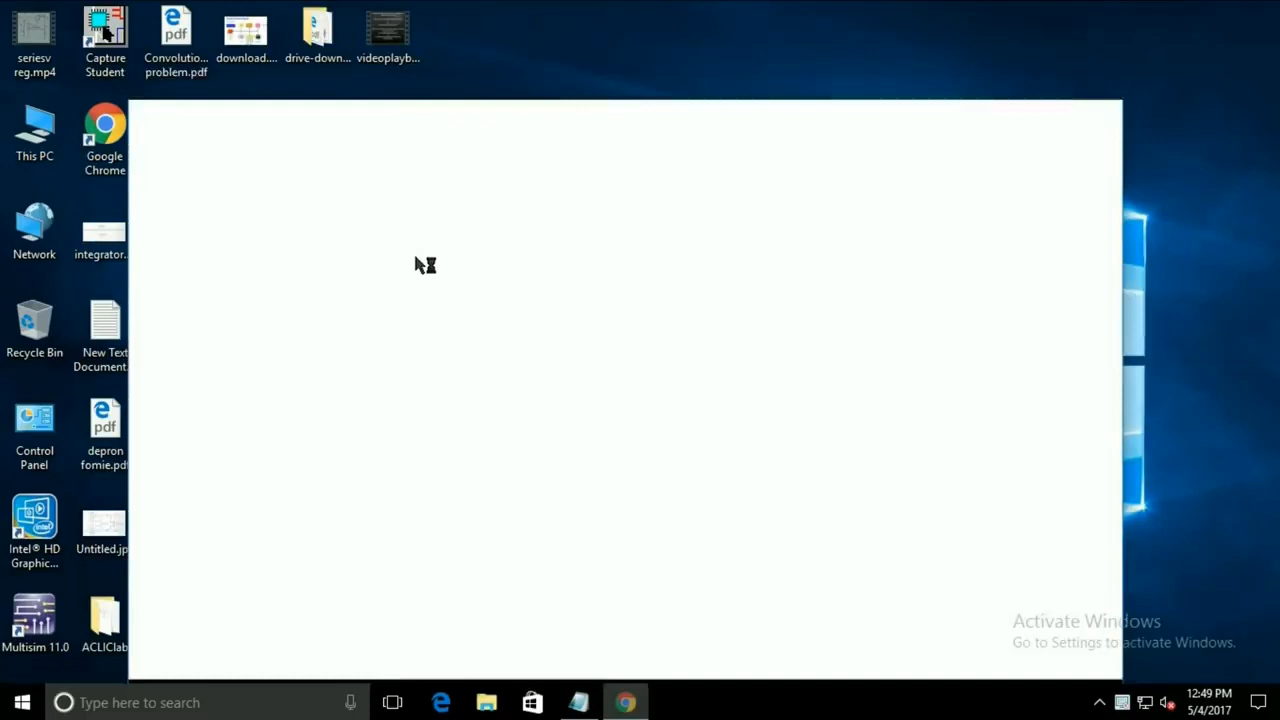 seriesv
reg.mp4
Capture
Student
Convolutio...
problem.pdf
download....
drive-down...
videoplayb...
This PC
Google
Chrome
Network
integrator..
Recycle Bin
New Text
Document.
Control
Panel
pdf
depron
fomie.pd
Intel® HD
Graphic...
Untitled.jp
Multisim 11.0
ACLIClab
Activate Windows
Go to Settings to activate Windows.
Type here to search
12:49 PM
5/4/2017